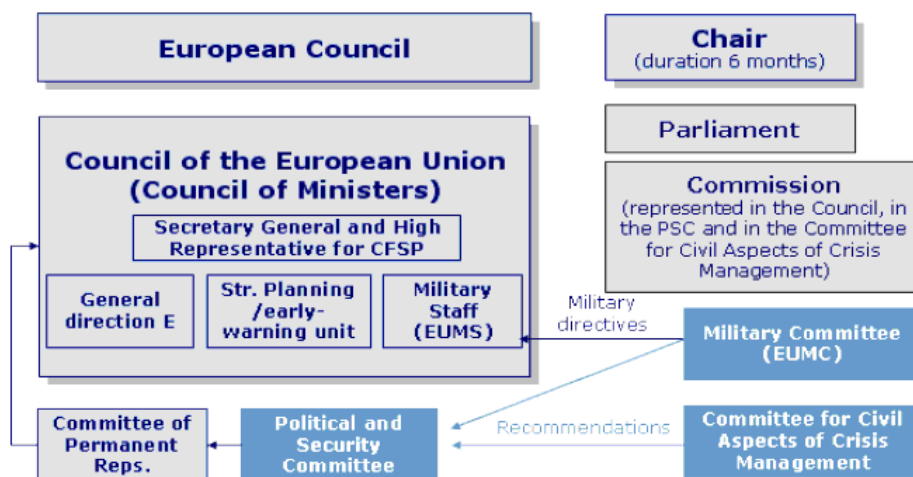 European Council
Chair
(duration 6 months)
Parliament
Council of the European Union
(Council of Ministers)
Secretary General and High
Representative for CFSP
General
direction E
Str. Planning
/early-
warning unit
Military
Staff
(EUMS)
Commission
(represented in the Council, in
the PSC and in the Committee
for Civil Aspects of Crisis
Management)
Military
directives
Military Committee
(EUMC)
Committee of
Permanent
Reps.
Political and
Security
Committee
Recommendations
Committee for Civil
Aspects of Crisis
Management